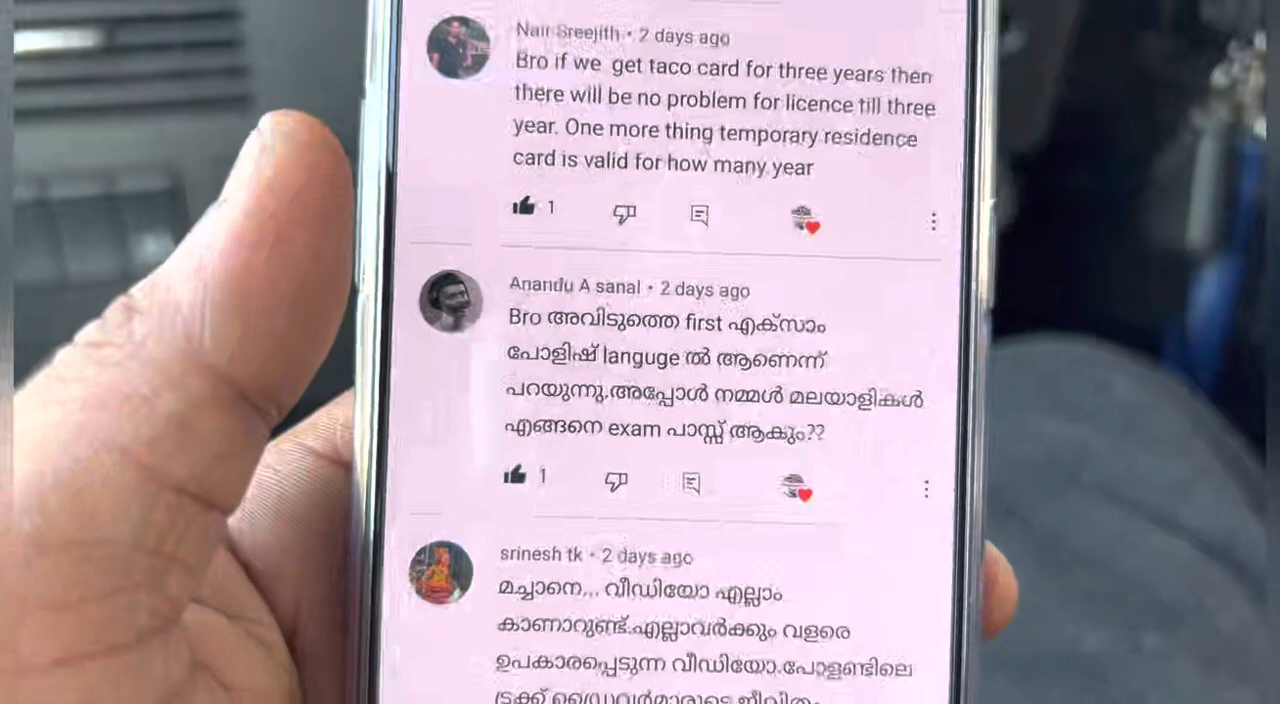 Nair Sreejith • 2 days ago
Bro if we get taco card for three years then
there will be no problem for licence till three
year. One more thing temporary residence
card is valid for how many year
1
Anandu A sanal • 2 days ago
Bro അവിടുത്തെ first എക്സാം
പോളിഷ് languge ൽ ആണെന്ന്
പറയുന്നു.അപ്പോൾ നമ്മൾ മലയാളികൾ
എങ്ങനെ exam പാസ്സ് ആകും??
1
srinesh tk • 2 days ago
മച്ചാനെ... വീഡിയോ എല്ലാം
കാണാറുണ്ട്.എല്ലാവർക്കും വളരെ
ഉപകാരപ്പെടുന്ന വീഡിയോ.പോളണ്ടിലെ
ട്രക്ക് ഡ്രൈവർമാരുടെ ജീവിതം